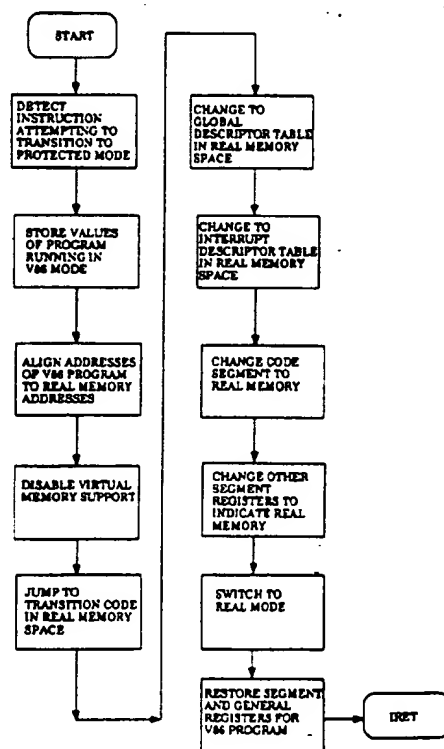 START
DETECT
INSTRUCTION
ATTEMPTING TO
TRANSITION TO
PROTECTED MODE
STORE VALUES
OF PROGRAM
RUNNING IN
V86 MODE
ALIGN ADDRESSES
OF V86 PROGRAM
TO REAL MEMORY
ADDRESSES
DISABLE VIRTUAL
MEMORY SUPPORT
JUMP TO
TRANSITION CODE
IN REAL MEMORY
SPACE
CHANGE TO
GLOBAL
DESCRIPTOR TABLE
IN REAL MEMORY
SPACE
CHANGE TO
INTERRUPT
DESCRIPTOR TABLE
IN REAL MEMORY
SPACE
CHANGE CODE
SEGMENT TO
REAL MEMORY
CHANGE OTHER
SEGMENT
REGISTERS TO
INDICATE REAL
MEMORY
SWITCH TO
REAL MODE
RESTORE SEGMENT
AND GENERAL
REGISTERS FOR
V86 PROGRAM
IRET